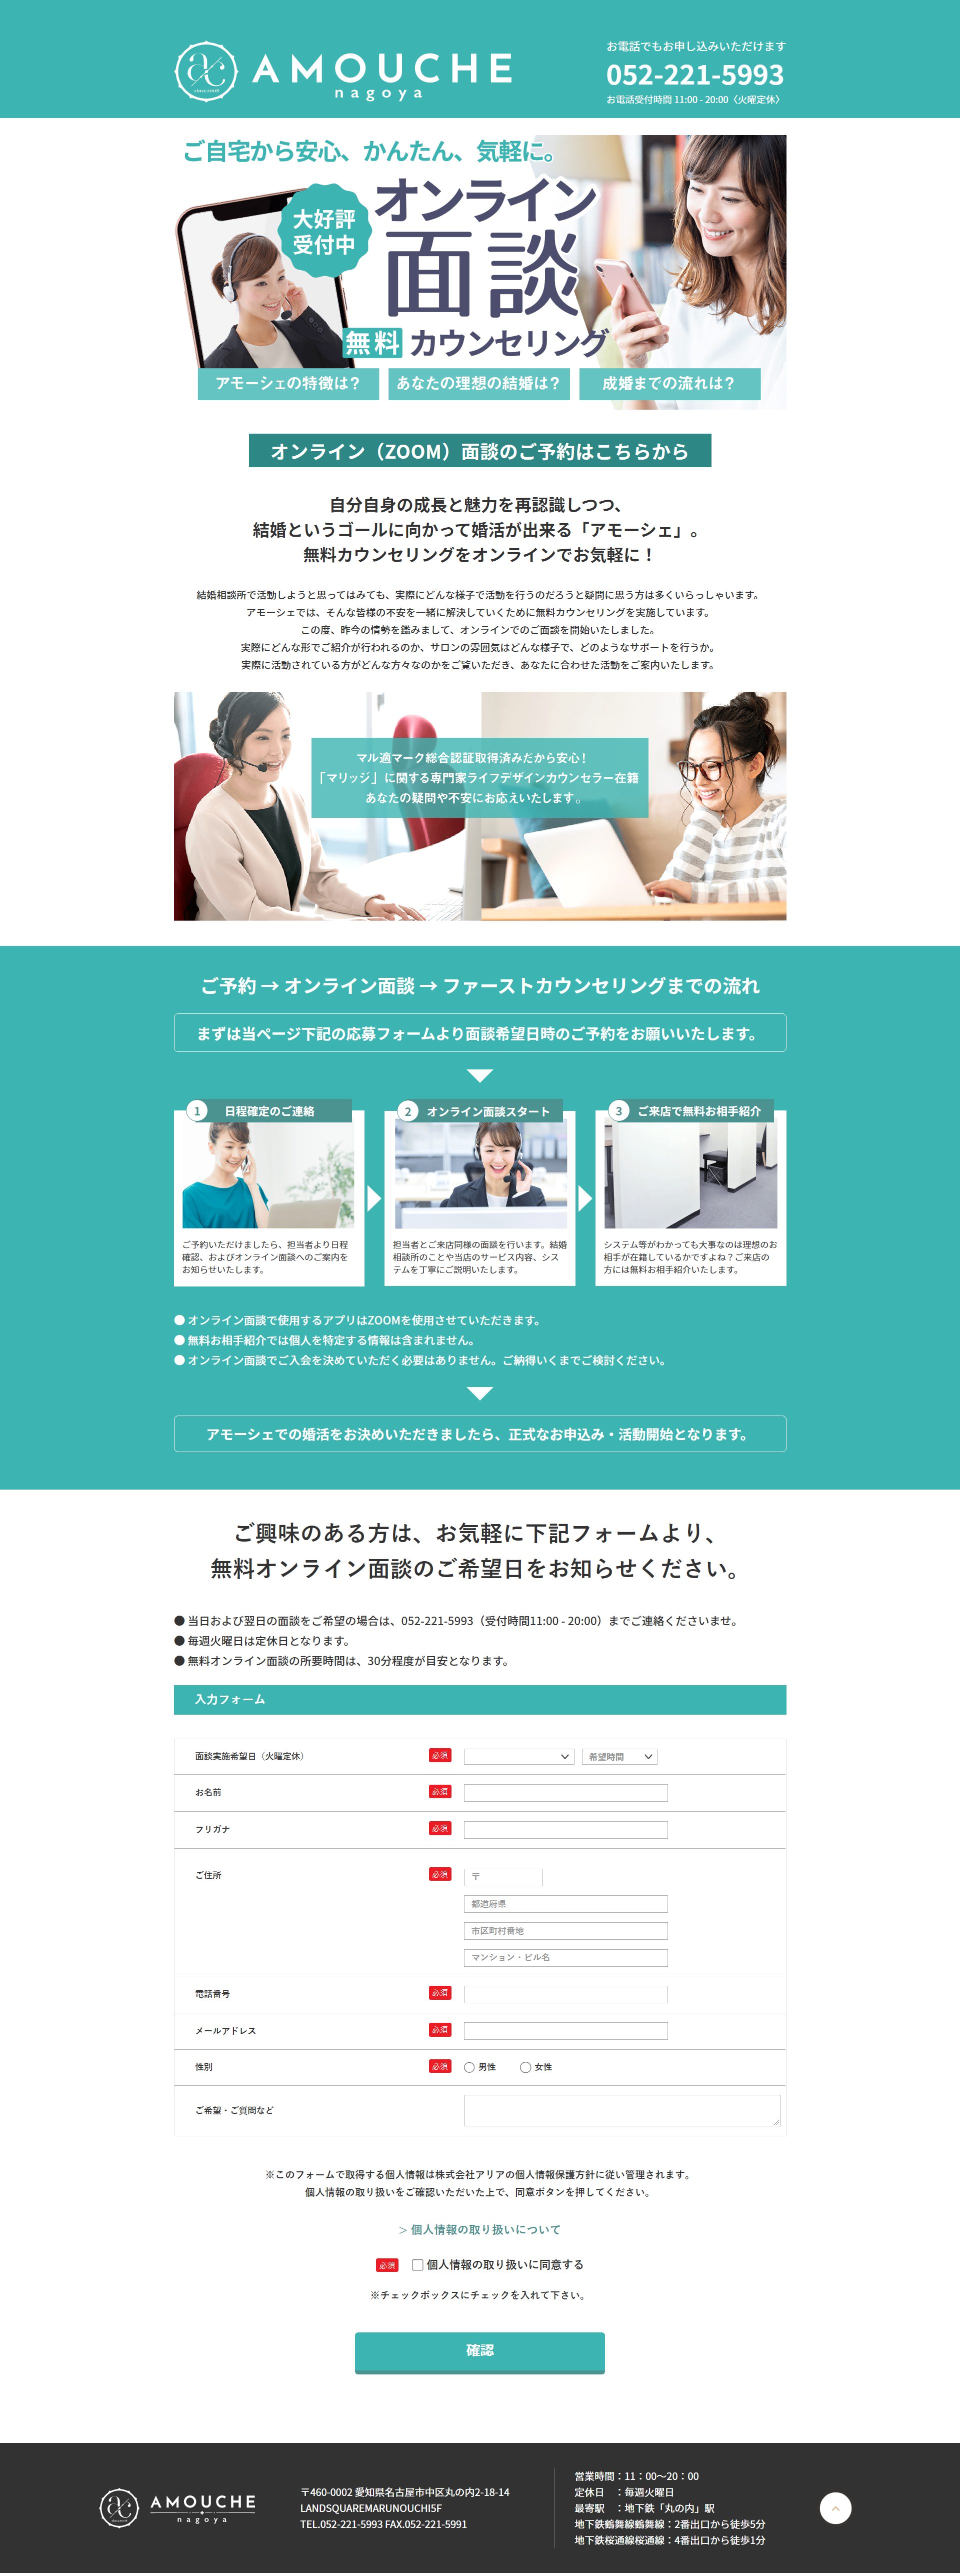 AMOUCHE
nagoya
お電話でもお申し込みいただけます
052-221-5993
お電話受付時間 11:00 - 20:00〈火曜定休〉
ご自宅から安心、かんたん、気軽に。
大好評
受付中
オンライン
面談
無料 カウンセリング
アモーシェの特徴は？
あなたの理想の結婚は？
成婚までの流れは？
オンライン（ZOOM）面談のご予約はこちらから
自分自身の成長と魅力を再認識しつつ、
結婚というゴールに向かって婚活が出来る「アモーシェ」。
無料カウンセリングをオンラインでお気軽に！
結婚相談所で活動しようと思ってはみても、実際にどんな様子で活動を行うのだろうと疑問に思う方は多くいらっしゃいます。
アモーシェでは、そんな皆様の不安を一緒に解決していくために無料カウンセリングを実施しています。
この度、昨今の情勢を鑑みまして、オンラインでのご面談を開始いたしました。
実際にどんな形でご紹介が行われるのか、サロンの雰囲気はどんな様子で、どのようなサポートを行うか。
実際に活動されている方がどんな方々なのかをご覧いただき、あなたに合わせた活動をご案内いたします。
マル適マーク総合認証取得済みだから安心！
「マリッジ」に関する専門家ライフデザインカウンセラー在籍
あなたの疑問や不安にお応えいたします。
ご予約 → オンライン面談 → ファーストカウンセリングまでの流れ
まずは当ページ下記の応募フォームより面談希望日時のご予約をお願いいたします。
1 日程確定のご連絡
ご予約いただけましたら、担当者より日程
確認、およびオンライン面談へのご案内を
お知らせいたします。
2 オンライン面談スタート
担当者とご来店同様の面談を行います。結婚
相談所のことや当店のサービス内容、シス
テムを丁寧にご説明いたします。
3 ご来店で無料お相手紹介
システム等がわかっても大事なのは理想のお
相手が在籍しているかですよね？ご来店の
方には無料お相手紹介いたします。
● オンライン面談で使用するアプリはZOOMを使用させていただきます。
● 無料お相手紹介では個人を特定する情報は含まれません。
● オンライン面談でご入会を決めていただく必要はありません。ご納得いくまでご検討ください。
アモーシェでの婚活をお決めいただきましたら、正式なお申込み・活動開始となります。
ご興味のある方は、お気軽に下記フォームより、
無料オンライン面談のご希望日をお知らせください。
● 当日および翌日の面談をご希望の場合は、052-221-5993（受付時間11:00 - 20:00）までご連絡くださいませ。
● 毎週火曜日は定休日となります。
● 無料オンライン面談の所要時間は、30分程度が目安となります。
入力フォーム
面談実施希望日（火曜定休） 必須 希望時間
お名前 必須
フリガナ 必須
ご住所 必須 〒
都道府県
市区町村番地
マンション・ビル名
電話番号 必須
メールアドレス 必須
性別 必須 男性 女性
ご希望・ご質問など
※このフォームで取得する個人情報は株式会社アリアの個人情報保護方針に従い管理されます。
個人情報の取り扱いをご確認いただいた上で、同意ボタンを押してください。
> 個人情報の取り扱いについて
必須 個人情報の取り扱いに同意する
※チェックボックスにチェックを入れて下さい。
確認
AMOUCHE
nagoya
〒460-0002 愛知県名古屋市中区丸の内2-18-14
LANDSQUAREMARUNOUCHI5F
TEL.052-221-5993 FAX.052-221-5991
営業時間：11：00～20：00
定休日　：毎週火曜日
最寄駅　：地下鉄「丸の内」駅
地下鉄鶴舞線鶴舞線：2番出口から徒歩5分
地下鉄桜通線桜通線：4番出口から徒歩1分